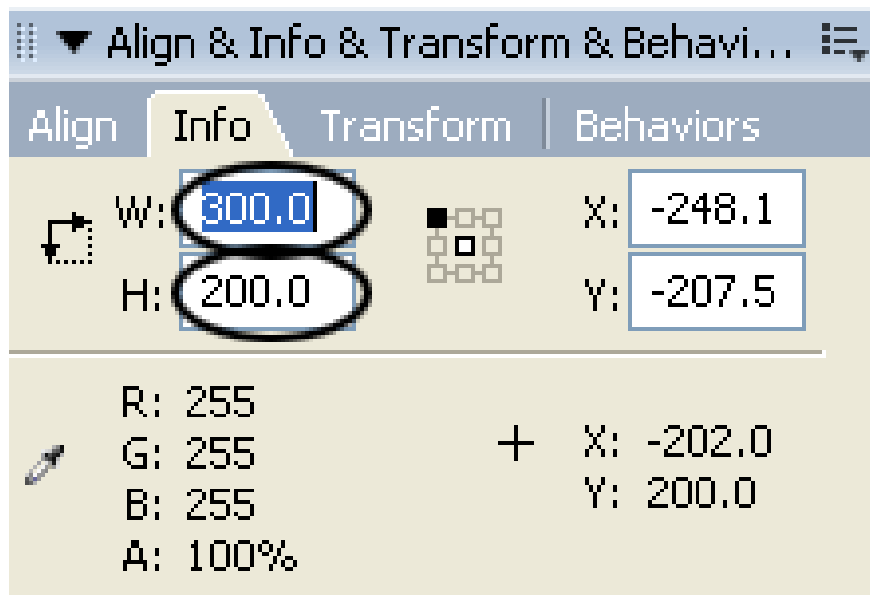 Align & Info & Transform & Behavi...
Align Info Transform Behaviors
W: 300.0 X: -248.1
H: 200.0 Y: -207.5
R: 255
G: 255 X: -202.0
B: 255 Y: 200.0
A: 100%